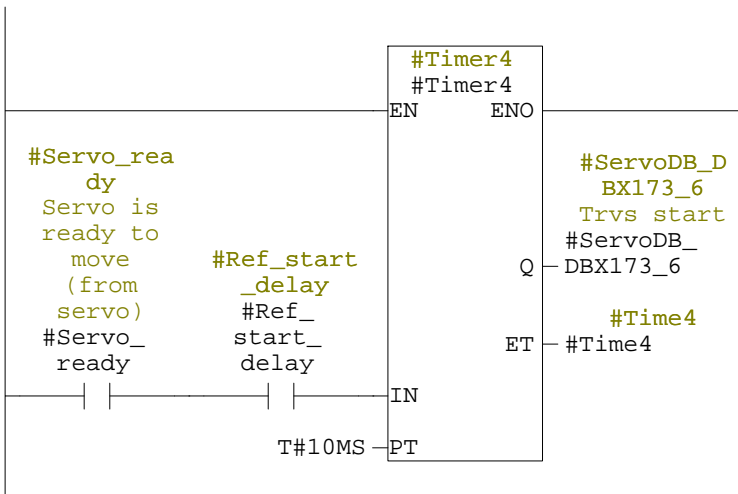 #Timer4
#Timer4
EN ENO
#Servo_rea
dy
Servo is
ready to
move
(from
servo)
#Servo_
ready
#Ref_start
_delay
#Ref_
start_
delay
#ServoDB_D
BX173_6
Trvs start
#ServoDB_
Q DBX173_6
#Time4
ET #Time4
IN
T#10MS PT